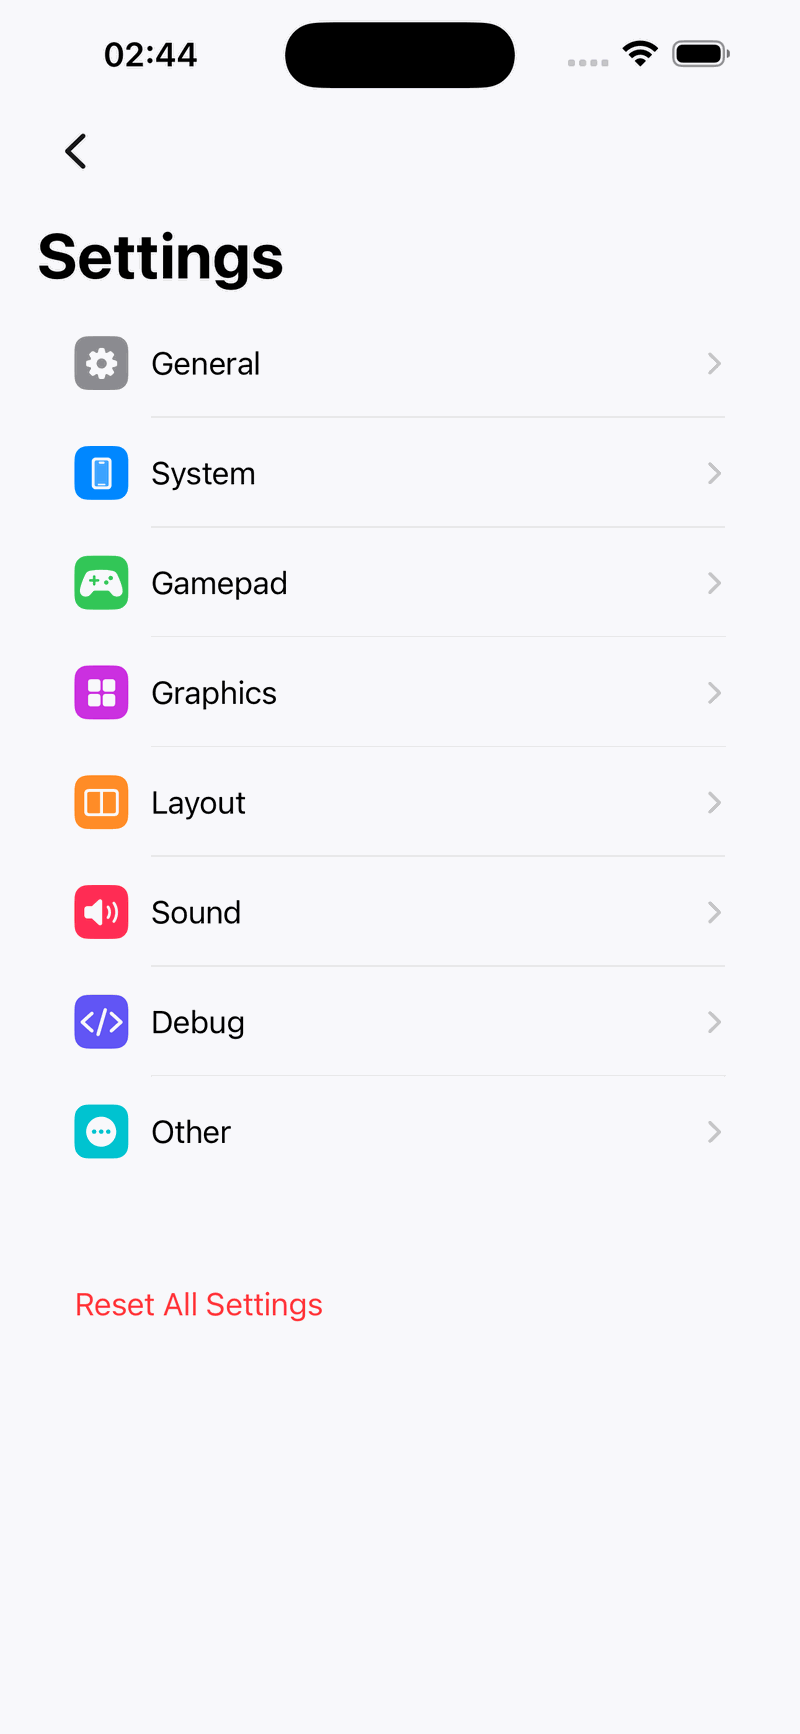 02:44
Settings
General
System
Gamepad
Graphics
Layout
Sound
Debug
Other
Reset All Settings